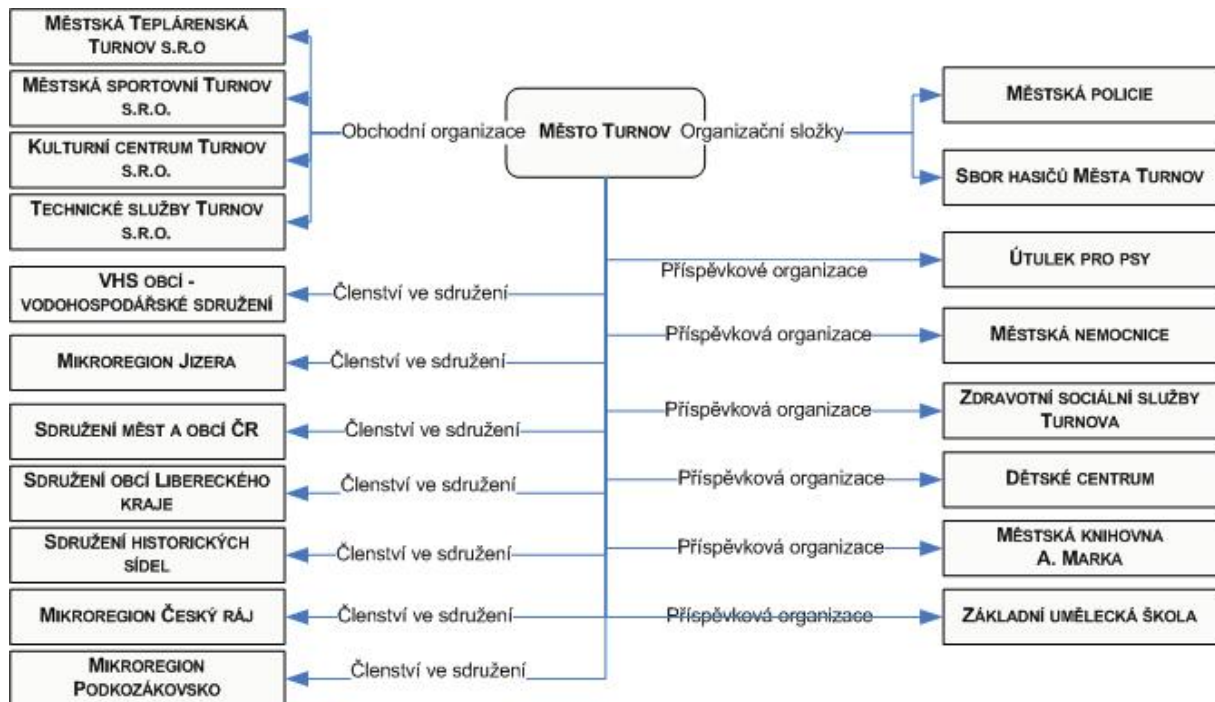 MĚSTSKÁ TEPLÁRENSKÁ
TURNOV S.R.O
MĚSTSKÁ SPORTOVNÍ TURNOV
S.R.O.
KULTURNÍ CENTRUM TURNOV
S.R.O.
TECHNICKÉ SLUŽBY TURNOV
S.R.O.
Obchodní organizace
MĚSTO TURNOV
Organizační složky
MĚSTSKÁ POLICIE
SBOR HASIČŮ MĚSTA TURNOV
VHS OBCÍ -
VODOHOSPODÁŘSKÉ SDRUŽENÍ
Členství ve sdružení
MIKROREGION JIZERA
Členství ve sdružení
SDRUŽENÍ MĚST A OBCÍ ČR
Členství ve sdružení
SDRUŽENÍ OBCÍ LIBERECKÉHO
KRAJE
Členství ve sdružení
SDRUŽENÍ HISTORICKÝCH
SÍDEL
Členství ve sdružení
MIKROREGION ČESKÝ RÁJ
Členství ve sdružení
MIKROREGION
PODKOZÁKOVSKO
Členství ve sdružení
Příspěvkové organizace
ÚTULEK PRO PSY
Příspěvková organizace
MĚSTSKÁ NEMOCNICE
Příspěvková organizace
ZDRAVOTNÍ SOCIÁLNÍ SLUŽBY
TURNOVA
Příspěvková organizace
DĚTSKÉ CENTRUM
Příspěvková organizace
MĚSTSKÁ KNIHOVNA
A. MARKA
Příspěvková organizace
ZÁKLADNÍ UMĚLECKÁ ŠKOLA